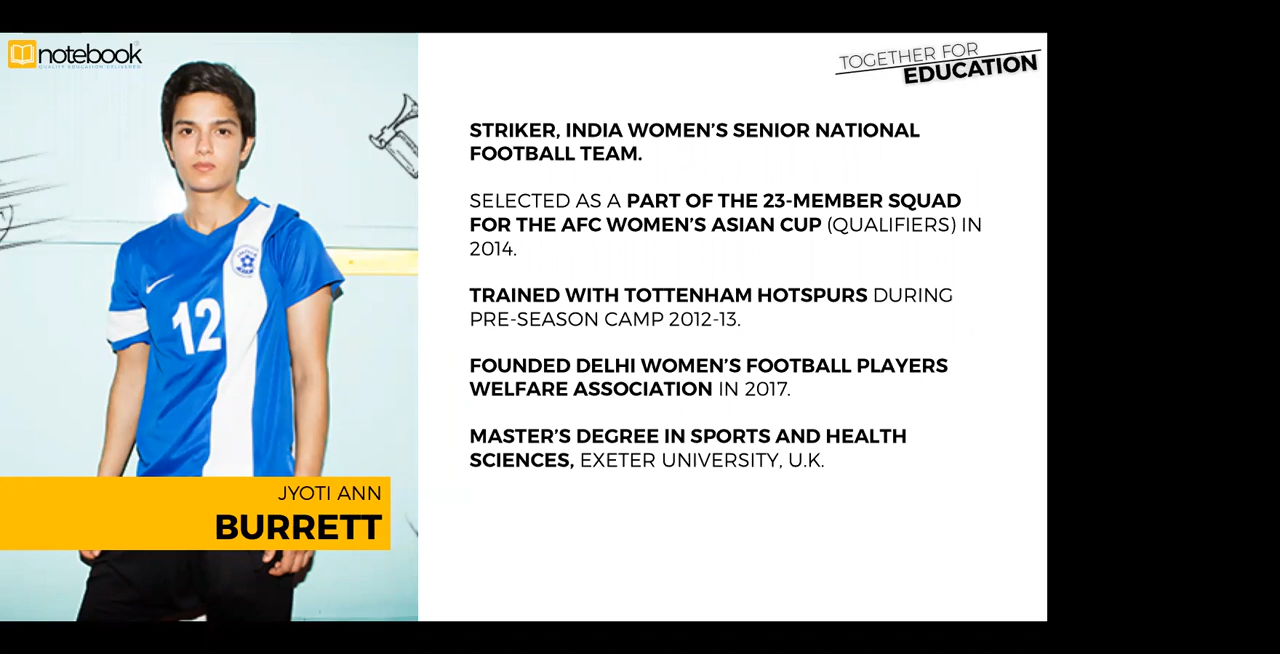 notebook
QUALITY EDUCATION DELIVERED
TOGETHER FOR
EDUCATION
STRIKER, INDIA WOMEN'S SENIOR NATIONAL
FOOTBALL TEAM.
SELECTED AS A PART OF THE 23-MEMBER SQUAD
FOR THE AFC WOMEN'S ASIAN CUP (QUALIFIERS) IN
2014.
TRAINED WITH TOTTENHAM HOTSPURS DURING
PRE-SEASON CAMP 2012-13.
FOUNDED DELHI WOMEN'S FOOTBALL PLAYERS
WELFARE ASSOCIATION IN 2017.
MASTER'S DEGREE IN SPORTS AND HEALTH
SCIENCES, EXETER UNIVERSITY, U.K.
12
JYOTI ANN
BURRETT